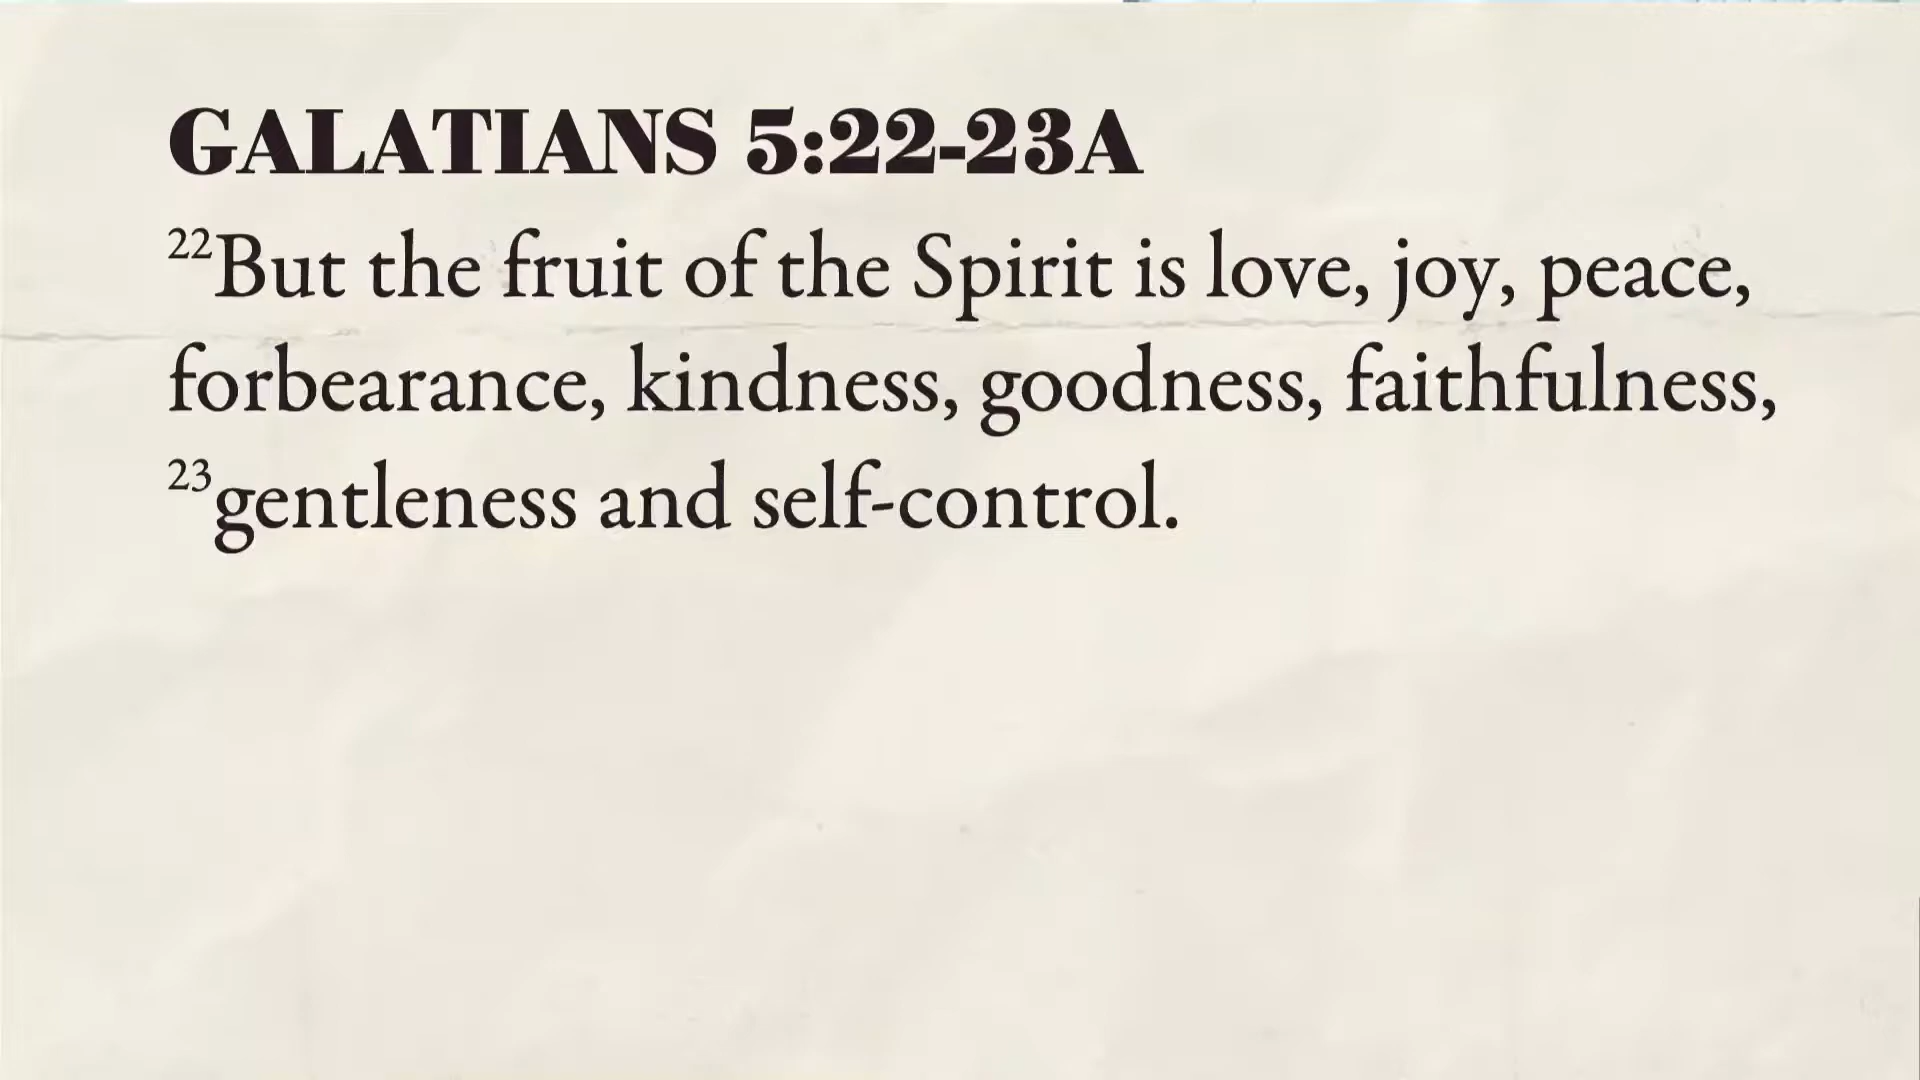 GALATIANS 5:22-23A
22But the fruit of the Spirit is love, joy, peace,
forbearance, kindness, goodness, faithfulness,
23gentleness and self-control.